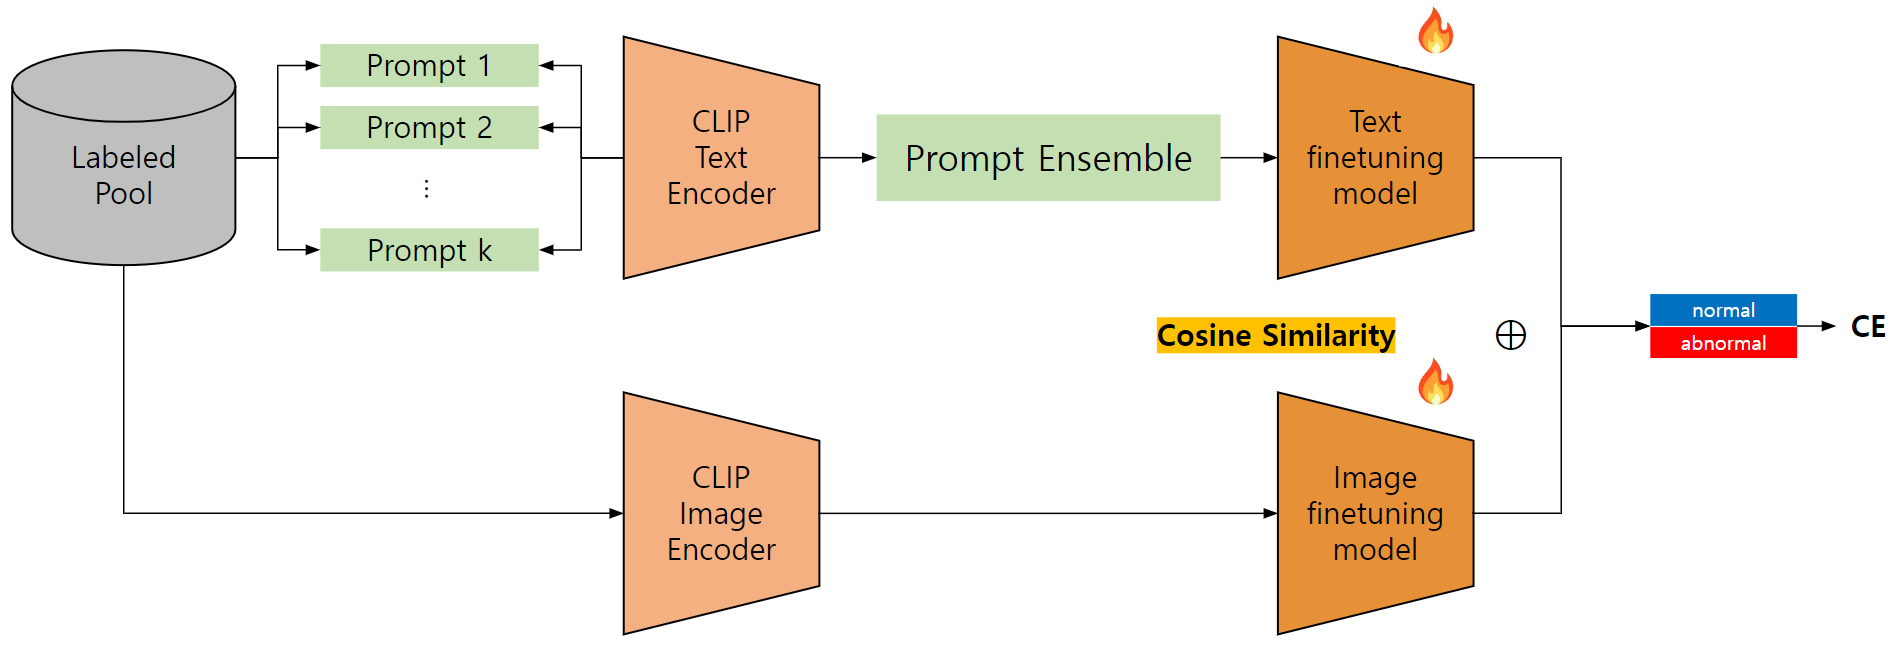 Labeled
Pool
Prompt 1
Prompt 2
⋮
Prompt k
CLIP
Text
Encoder
Prompt Ensemble
Text
finetuning
model
Cosine Similarity
normal
abnormal
CE
CLIP
Image
Encoder
Image
finetuning
model